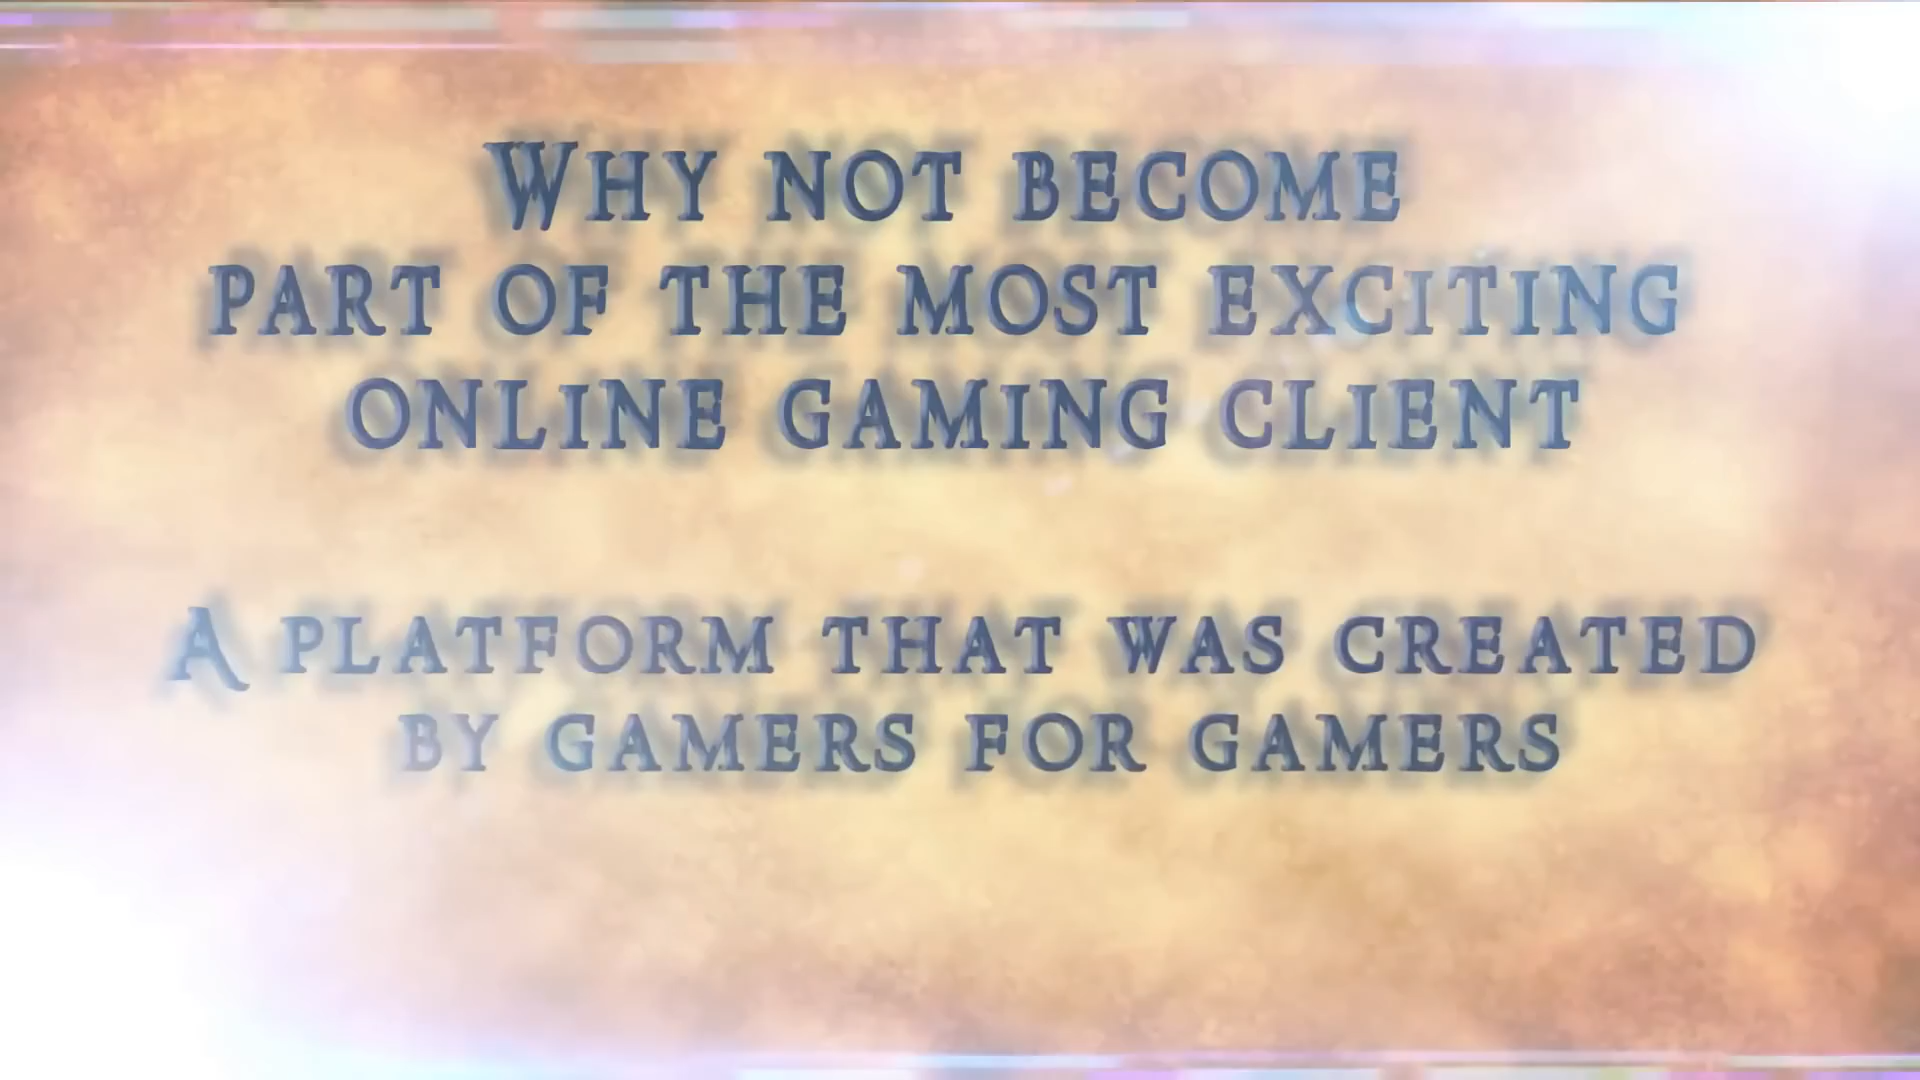 Why not become
part of the most exciting
online gaming client
A platform that was created
by gamers for gamers